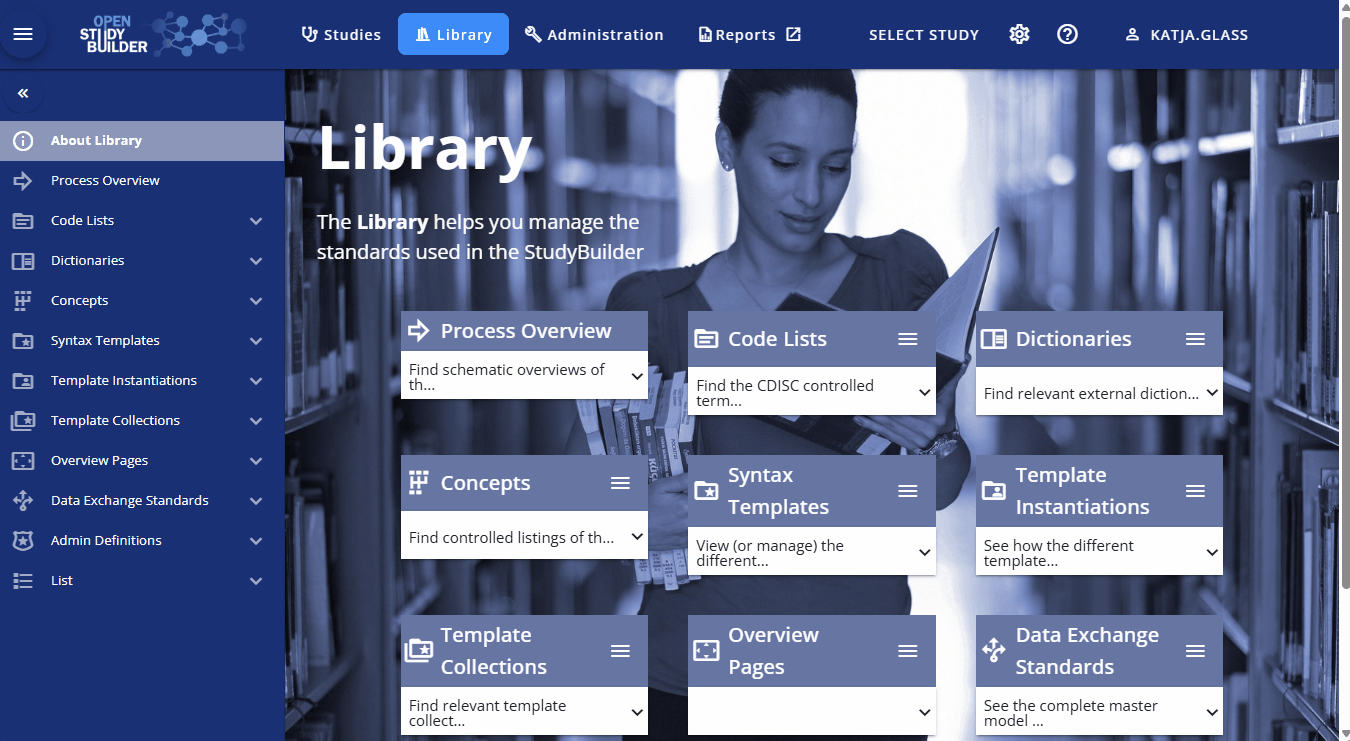 OPEN
STUDY
BUILDER
Studies
Library
Administration
Reports
SELECT STUDY
KATJA.GLASS
About Library
Process Overview
Code Lists
Dictionaries
Concepts
Syntax Templates
Template Instantiations
Template Collections
Overview Pages
Data Exchange Standards
Admin Definitions
List
Library
The Library helps you manage the
standards used in the StudyBuilder
Process Overview
Find schematic overviews of
th...
Code Lists
Find the CDISC controlled
term...
Dictionaries
Find relevant external diction...
Concepts
Find controlled listings of th...
Syntax
Templates
View (or manage) the
different...
Template
Instantiations
See how the different
template...
Template
Collections
Find relevant template
collect...
Overview
Pages
Data Exchange
Standards
See the complete master
model ...